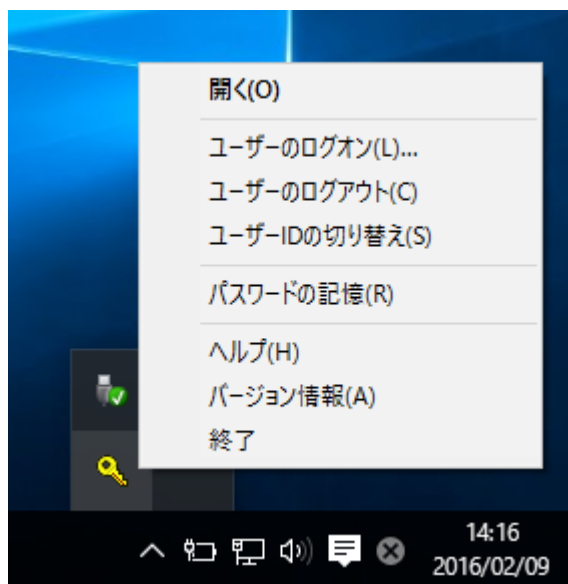 開く(O)
ユーザーのログオン(L)...
ユーザーのログアウト(C)
ユーザーIDの切り替え(S)
パスワードの記憶(R)
ヘルプ(H)
バージョン情報(A)
終了
14:16
2016/02/09